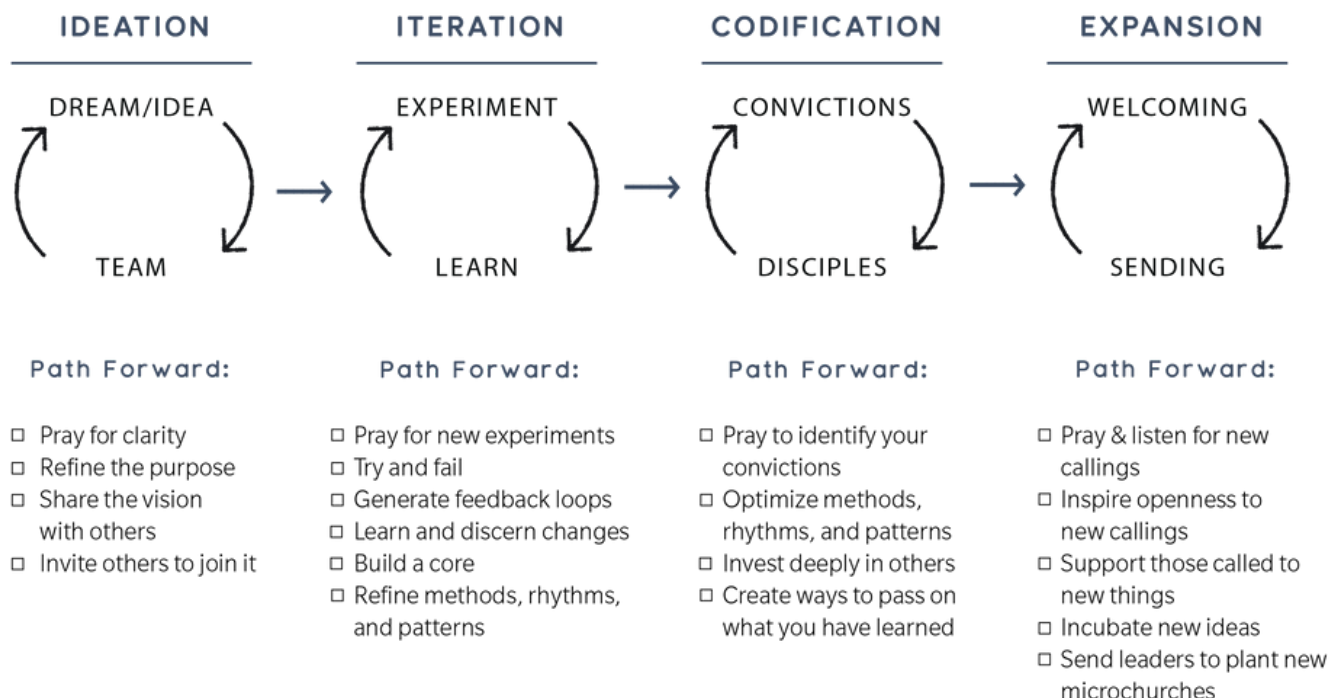 IDEATION
ITERATION
CODIFICATION
EXPANSION
DREAM/IDEA
TEAM
EXPERIMENT
LEARN
CONVICTIONS
DISCIPLES
WELCOMING
SENDING
Path Forward:
□ Pray for clarity
□ Refine the purpose
□ Share the vision
with others
□ Invite others to join it
Path Forward:
□ Pray for new experiments
□ Try and fail
□ Generate feedback loops
□ Learn and discern changes
□ Build a core
□ Refine methods, rhythms,
and patterns
Path Forward:
□ Pray to identify your
convictions
□ Optimize methods,
rhythms, and patterns
□ Invest deeply in others
□ Create ways to pass on
what you have learned
Path Forward:
□ Pray & listen for new
callings
□ Inspire openness to
new callings
□ Support those called to
new things
□ Incubate new ideas
□ Send leaders to plant new
microchurches